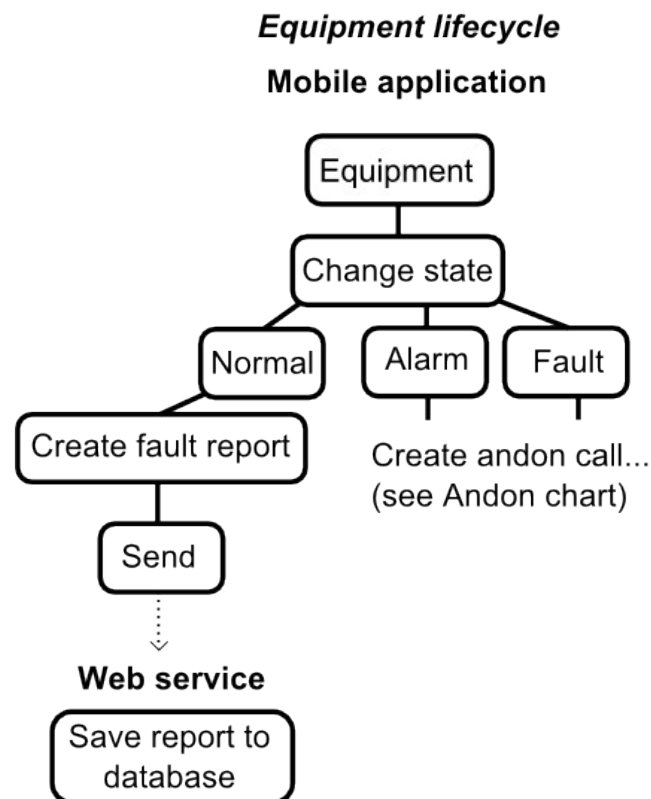 Equipment lifecycle
Mobile application
Equipment
Change state
Normal
Alarm
Fault
Create fault report
Create andon call...
(see Andon chart)
Send
Web service
Save report to
database